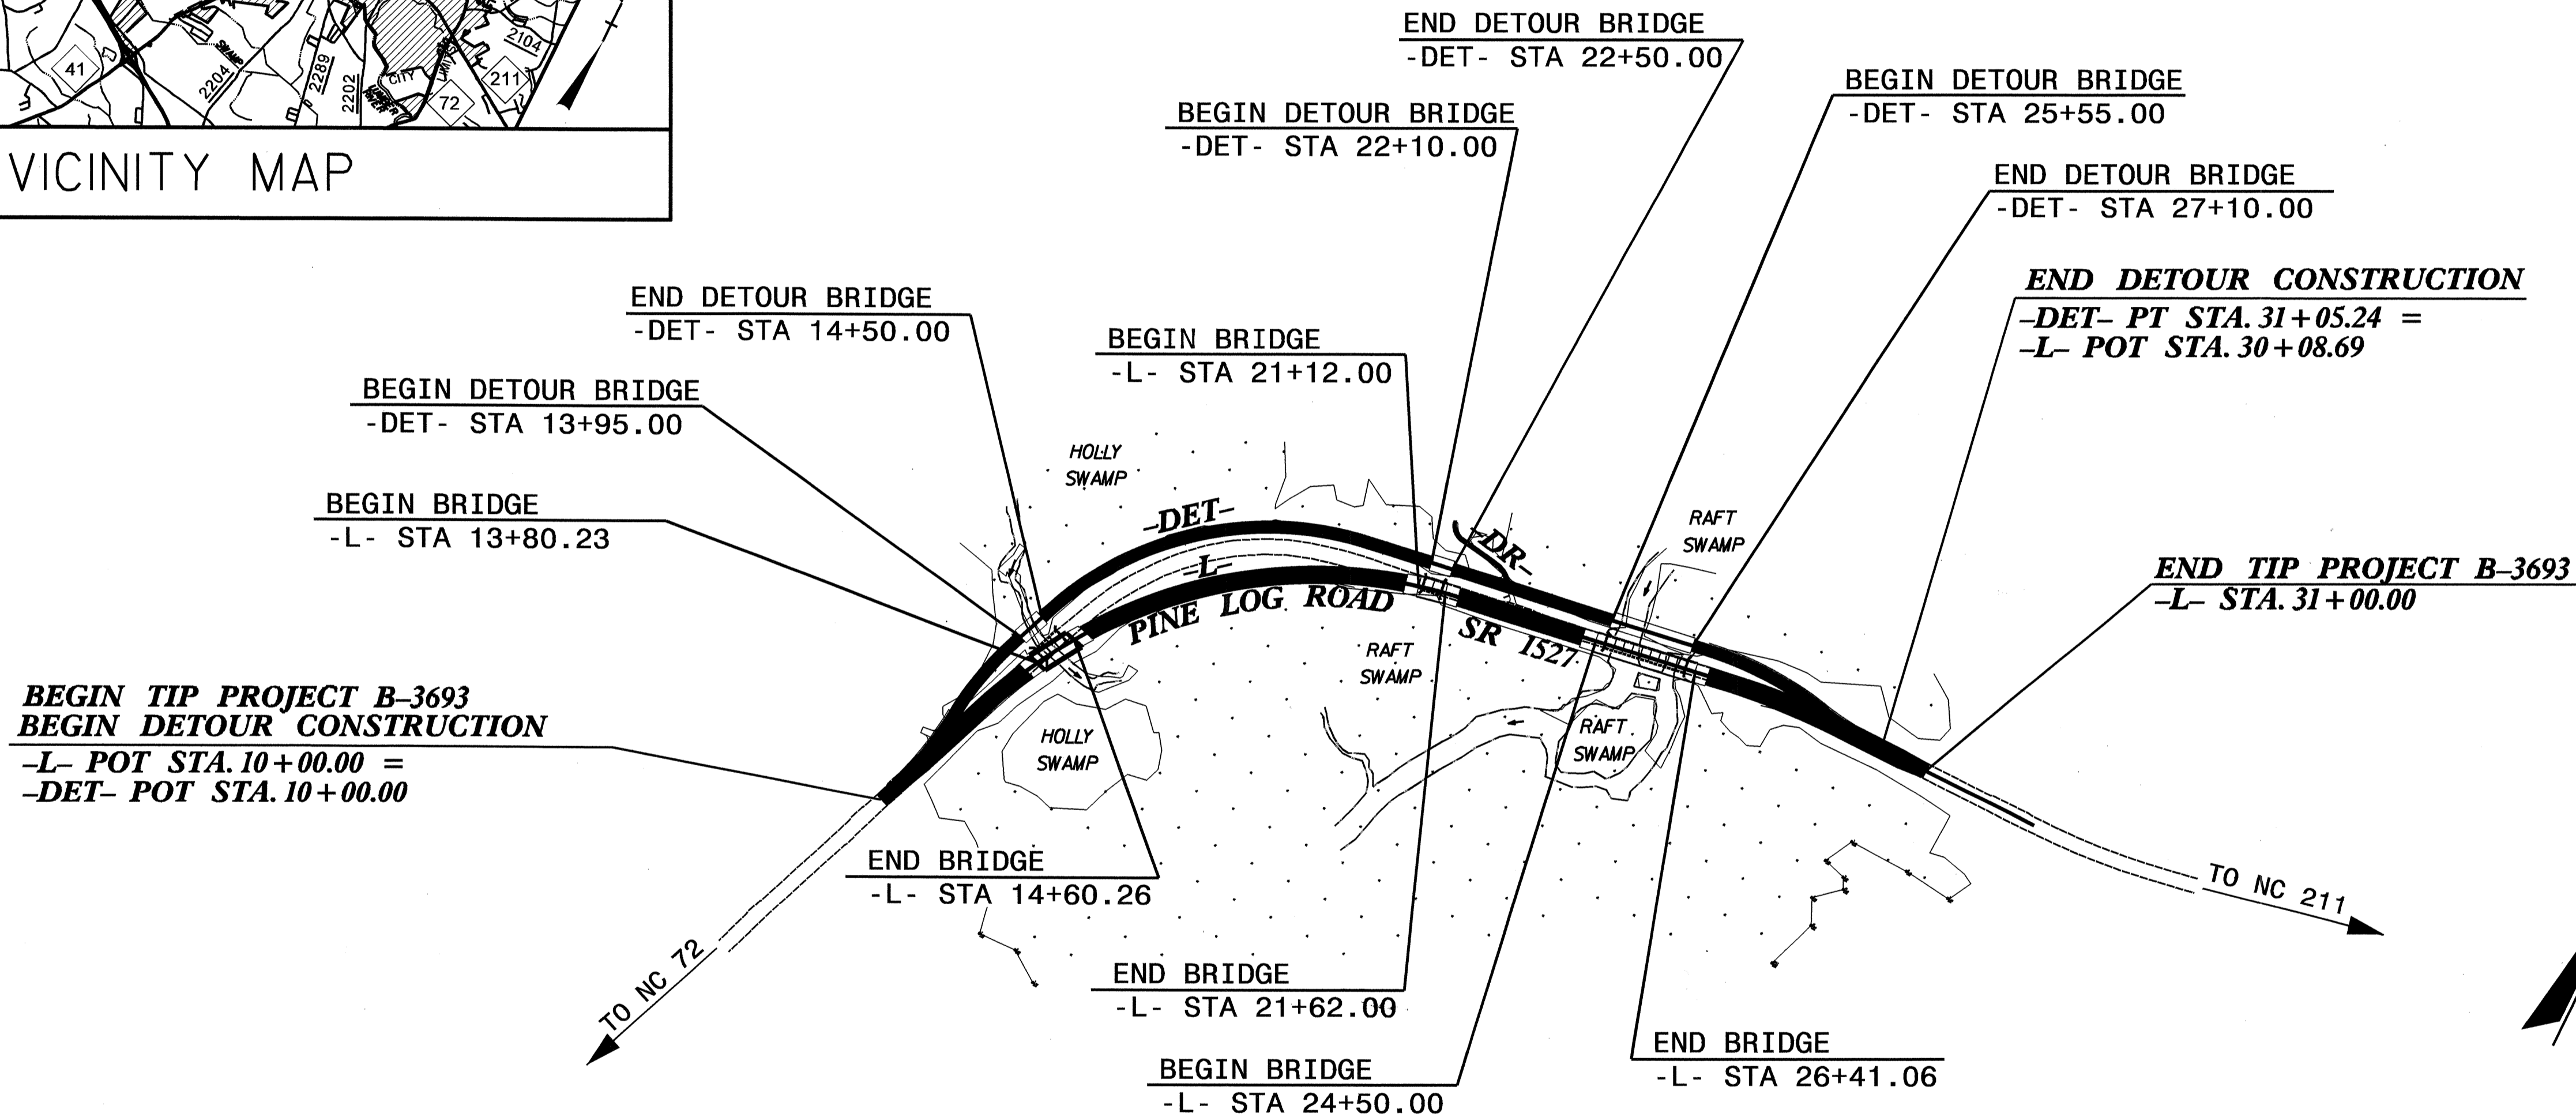 2104
41
SWAMP
2204
2289
2202
CITY
LIMITS
LUMBER
RIVER
72
211
VICINITY MAP
END DETOUR BRIDGE
-DET- STA 22+50.00
BEGIN DETOUR BRIDGE
-DET- STA 25+55.00
BEGIN DETOUR BRIDGE
-DET- STA 22+10.00
END DETOUR BRIDGE
-DET- STA 27+10.00
END DETOUR CONSTRUCTION
–DET– PT STA. 31+05.24 =
–L– POT STA. 30+08.69
END DETOUR BRIDGE
-DET- STA 14+50.00
BEGIN BRIDGE
-L- STA 21+12.00
BEGIN DETOUR BRIDGE
-DET- STA 13+95.00
BEGIN BRIDGE
-L- STA 13+80.23
HOLLY
SWAMP
–DET–
–L–
PINE LOG ROAD
SR 1527
–DR–
RAFT
SWAMP
RAFT
SWAMP
RAFT
SWAMP
HOLLY
SWAMP
END TIP PROJECT B–3693
–L– STA. 31+00.00
BEGIN TIP PROJECT B–3693
BEGIN DETOUR CONSTRUCTION
–L– POT STA. 10+00.00 =
–DET– POT STA. 10+00.00
END BRIDGE
-L- STA 14+60.26
TO NC 211
TO NC 72
END BRIDGE
-L- STA 21+62.00
END BRIDGE
-L- STA 26+41.06
BEGIN BRIDGE
-L- STA 24+50.00